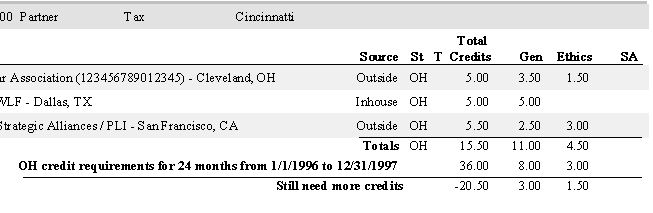 00 Partner Tax Cincinnatti
Total
Source St T Credits Gen Ethics SA
ar Association (123456789012345) - Cleveland, OH Outside OH 5.00 3.50 1.50
WLF - Dallas, TX Inhouse OH 5.00 5.00
Strategic Alliances / PLI - San Francisco, CA Outside OH 5.50 2.50 3.00
Totals OH 15.50 11.00 4.50
OH credit requirements for 24 months from 1/1/1996 to 12/31/1997 36.00 8.00 3.00
Still need more credits -20.50 3.00 1.50